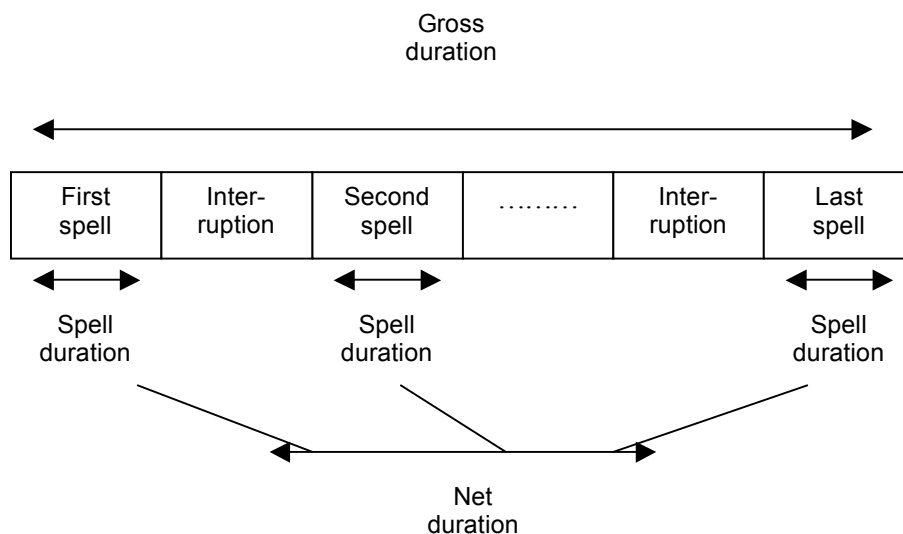 Gross
duration
First
spell
Inter-
ruption
Second
spell
………
Inter-
ruption
Last
spell
Spell
duration
Spell
duration
Spell
duration
Net
duration